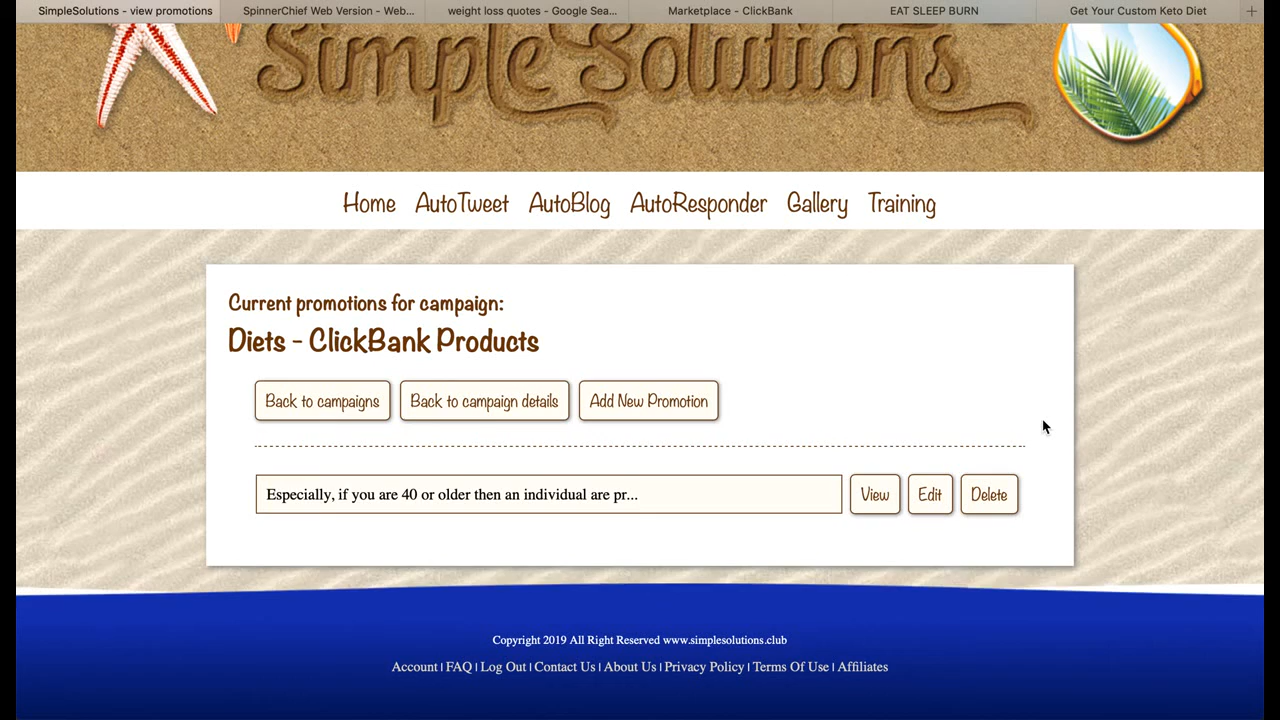 SimpleSolutions - view promotions
SpinnerChief Web Version - Web...
weight loss quotes - Google Sea...
Marketplace - ClickBank
EAT SLEEP BURN
Get Your Custom Keto Diet
SimpleSolutions
Home AutoTweet AutoBlog AutoResponder Gallery Training
Current promotions for campaign:
Diets - ClickBank Products
Back to campaigns
Back to campaign details
Add New Promotion
Especially, if you are 40 or older then an individual are pr...
View
Edit
Delete
Copyright 2019 All Right Reserved www.simplesolutions.club
Account | FAQ | Log Out | Contact Us | About Us | Privacy Policy | Terms Of Use | Affiliates